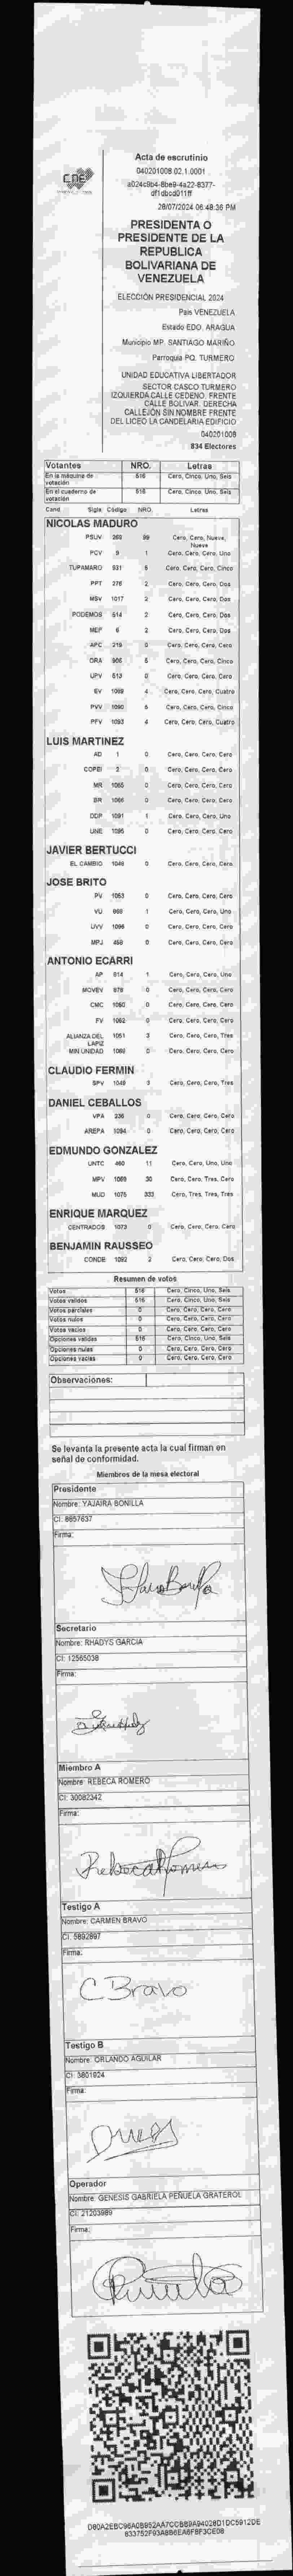 CNE
Acta de escrutinio
040201008.02.1.0001
28/07/2024 06:48:36 PM
PRESIDENTA O
PRESIDENTE DE LA
REPUBLICA
BOLIVARIANA DE
VENEZUELA
ELECCIÓN PRESIDENCIAL 2024
Pais VENEZUELA
Estado EDO. ARAGUA
Municipio MP. SANTIAGO MARIÑO
Parroquia PQ. TURMERO
UNIDAD EDUCATIVA LIBERTADOR
SECTOR CASCO TURMERO
IZQUIERDA CALLE CEDENO. FRENTE
CALLE BOLIVAR. DERECHA
CALLEJÓN SIN NOMBRE FRENTE
DEL LICEO LA CANDELARIA EDIFICIO
040201008
834 Electores
Votantes NRO. Letras
En la máquina de votación 516 Cero, Cinco, Uno, Seis
En el cuaderno de votación 516 Cero, Cinco, Uno, Seis
Cand Sigla Código NRO. Letras
NICOLAS MADURO
PSUV 99 Cero, Cero, Nueve, Nueve
PCV 9 1 Cero, Cero, Cero, Uno
TUPAMARO 931 5 Cero, Cero, Cero, Cinco
PPT 276 2 Cero, Cero, Cero, Dos
MSV 1017 2 Cero, Cero, Cero, Dos
PODEMOS 514 2 Cero, Cero, Cero, Dos
MEP 6 2 Cero, Cero, Cero, Dos
APC 219 0 Cero, Cero, Cero, Cero
ORA 905 5 Cero, Cero, Cero, Cinco
UPV 513 0 Cero, Cero, Cero, Cero
EV 1089 4 Cero, Cero, Cero, Cuatro
PVV 1090 5 Cero, Cero, Cero, Cinco
PFV 1093 4 Cero, Cero, Cero, Cuatro
LUIS MARTINEZ
AD 1 0 Cero, Cero, Cero, Cero
COPEI 2 0 Cero, Cero, Cero, Cero
MR 1065 0 Cero, Cero, Cero, Cero
BR 1066 0 Cero, Cero, Cero, Cero
DDP 1091 1 Cero, Cero, Cero, Uno
UNE 1095 0 Cero, Cero, Cero, Cero
JAVIER BERTUCCI
EL CAMBIO 1048 0 Cero, Cero, Cero, Cero
JOSE BRITO
PV 1053 0 Cero, Cero, Cero, Cero
VU 868 1 Cero, Cero, Cero, Uno
UVV 1096 0 Cero, Cero, Cero, Cero
MPJ 458 0 Cero, Cero, Cero, Cero
ANTONIO ECARRI
AP 814 1 Cero, Cero, Cero, Uno
MOVEV 978 0 Cero, Cero, Cero, Cero
CMC 1050 0 Cero, Cero, Cero, Cero
FV 1062 0 Cero, Cero, Cero, Cero
ALIANZA DEL LAPIZ 1051 3 Cero, Cero, Cero, Tres
MIN UNIDAD 1069 0 Cero, Cero, Cero, Cero
CLAUDIO FERMIN
SPV 1049 3 Cero, Cero, Cero, Tres
DANIEL CEBALLOS
VPA 236 0 Cero, Cero, Cero, Cero
AREPA 1094 0 Cero, Cero, Cero, Cero
EDMUNDO GONZALEZ
UNTC 460 11 Cero, Cero, Uno, Uno
MPV 1069 30 Cero, Cero, Tres, Cero
MUD 1075 333 Cero, Tres, Tres, Tres
ENRIQUE MARQUEZ
CENTRADOS 1073 0 Cero, Cero, Cero, Cero
BENJAMIN RAUSSEO
CONDE 1092 2 Cero, Cero, Cero, Dos
Resumen de votos
Votos 516 Cero, Cinco, Uno, Seis
Votos validos 516 Cero, Cinco, Uno, Seis
Votos parciales 0 Cero, Cero, Cero, Cero
Votos nulos 0 Cero, Cero, Cero, Cero
Votos vacios 0 Cero, Cero, Cero, Cero
Opciones validas 516 Cero, Cinco, Uno, Seis
Opciones nulas 0 Cero, Cero, Cero, Cero
Opciones vacias 0 Cero, Cero, Cero, Cero
Observaciones:
Se levanta la presente acta la cual firman en
señal de conformidad.
Miembros de la mesa electoral
Presidente
Nombre: YAJAIRA BONILLA
CI: 8857637
Firma:
Secretario
Nombre: RHADYS GARCIA
CI: 12565038
Firma:
Miembro A
Nombre: REBECA ROMERO
CI: 30082342
Firma:
Rebeca Romero
Testigo A
Nombre: CARMEN BRAVO
CI: 5892897
Firma:
C Bravo
Testigo B
Nombre: ORLANDO AGUILAR
CI: 3801924
Firma:
Operador
Nombre: GENESIS GABRIELA PEÑUELA GRATEROL
CI: 21203989
Firma: